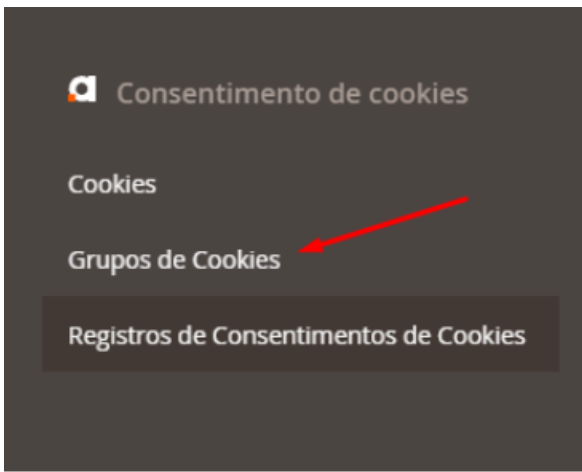 Consentimento de cookies
Cookies
Grupos de Cookies
Registros de Consentimentos de Cookies